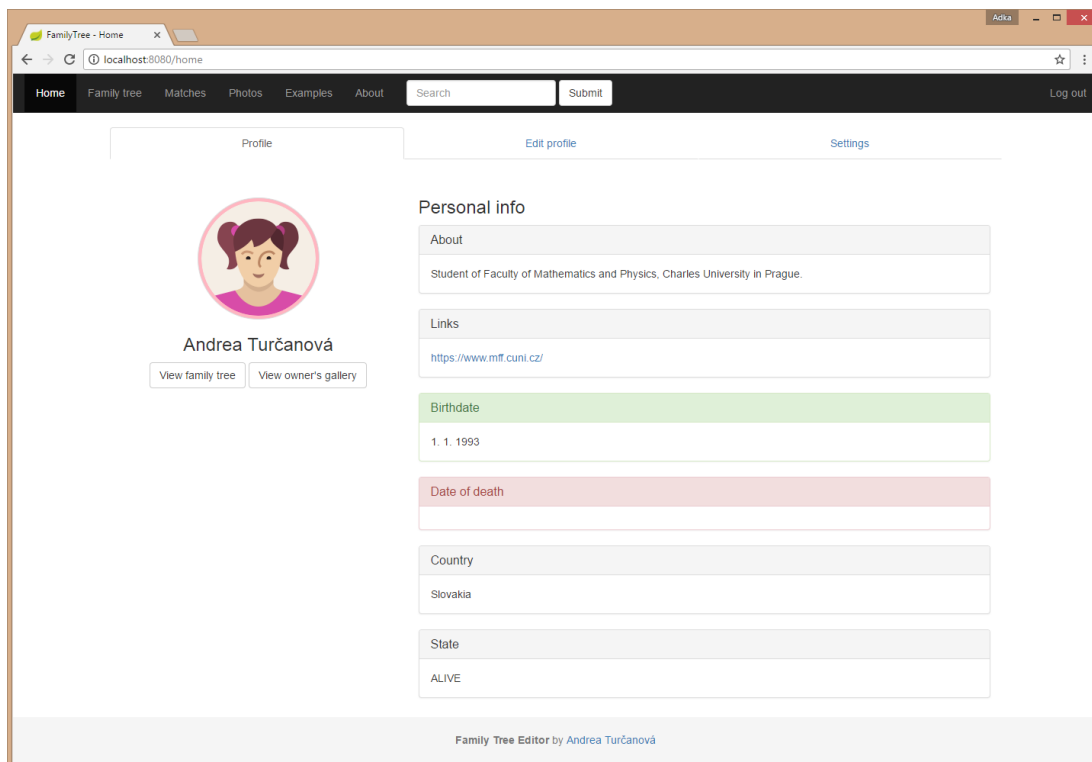 Adka
FamilyTree - Home
localhost:8080/home
Home Family tree Matches Photos Examples About Search Submit Log out
Profile Edit profile Settings
Personal info
About
Student of Faculty of Mathematics and Physics, Charles University in Prague.
Links
https://www.mff.cuni.cz/
Andrea Turčanová
View family tree View owner's gallery
Birthdate
1. 1. 1993
Date of death
Country
Slovakia
State
ALIVE
Family Tree Editor by Andrea Turčanová